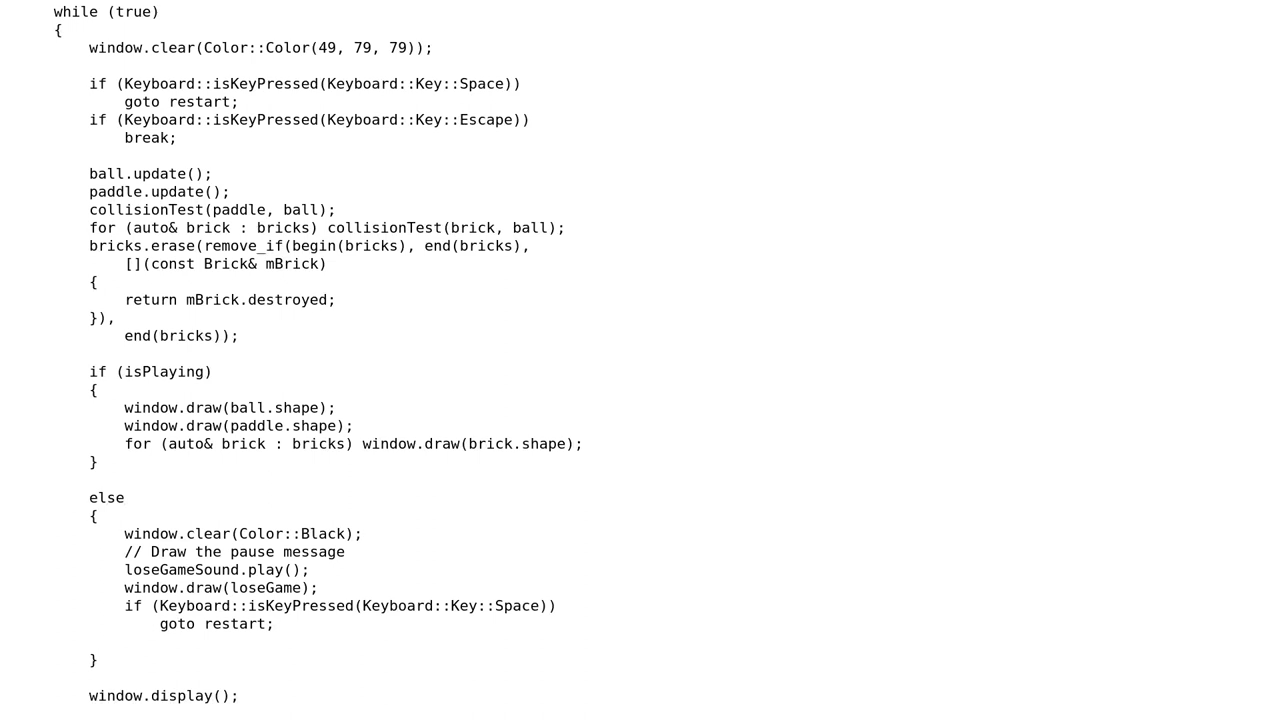 while (true)
{
window.clear(Color::Color(49, 79, 79));
if (Keyboard::isKeyPressed(Keyboard::Key::Space))
goto restart;
if (Keyboard::isKeyPressed(Keyboard::Key::Escape))
break;
ball.update();
paddle.update();
collisionTest(paddle, ball);
for (auto& brick : bricks) collisionTest(brick, ball);
bricks.erase(remove_if(begin(bricks), end(bricks),
[](const Brick& mBrick)
{
return mBrick.destroyed;
}),
end(bricks));
if (isPlaying)
{
window.draw(ball.shape);
window.draw(paddle.shape);
for (auto& brick : bricks) window.draw(brick.shape);
}
else
{
window.clear(Color::Black);
// Draw the pause message
loseGameSound.play();
window.draw(loseGame);
if (Keyboard::isKeyPressed(Keyboard::Key::Space))
goto restart;
}
window.display();